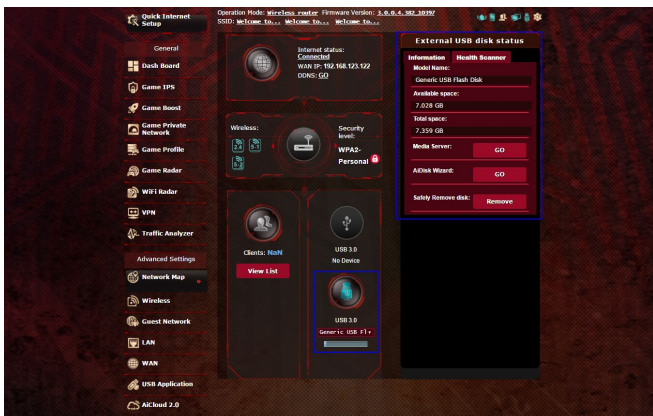 Quick Internet
Setup
Operation Mode: Wireless router Firmware Version: 3.0.0.4.382_10397
SSID: Welcome to... Welcome to... Welcome to...
General
Dash Board
Game IPS
Game Boost
Game Private
Network
Game Profile
Game Radar
WiFi Radar
VPN
Traffic Analyzer
Advanced Settings
Network Map
Wireless
Guest Network
LAN
WAN
USB Application
AiCloud 2.0
Internet status:
Connected
WAN IP: 192.168.123.122
DDNS: GO
Wireless:
2.4
5-1
5-2
Security
level:
WPA2-
Personal
Clients: NaN
View List
USB 3.0
No Device
USB 3.0
Generic USB Fl
External USB disk status
Information Health Scanner
Model Name:
Generic USB Flash Disk
Available space:
7.028 GB
Total space:
7.359 GB
Media Server: GO
AiDisk Wizard: GO
Safely Remove disk: Remove